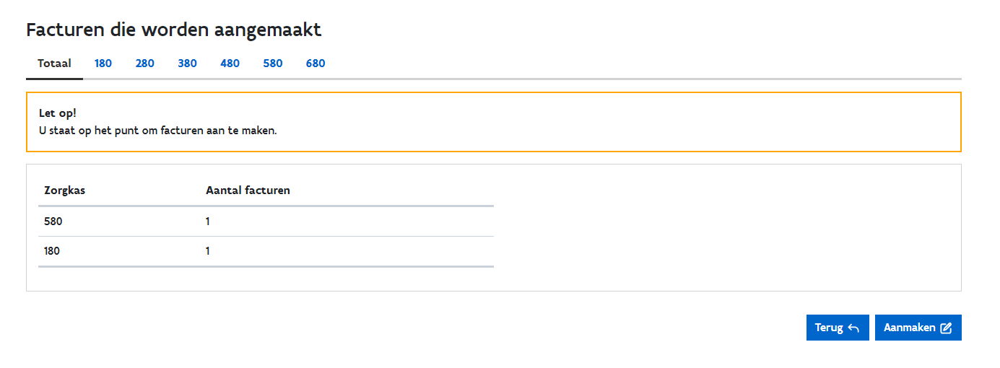 Facturen die worden aangemaakt
Totaal 180 280 380 480 580 680
Let op!
U staat op het punt om facturen aan te maken.
Zorgkas Aantal facturen
580 1
180 1
Terug Aanmaken